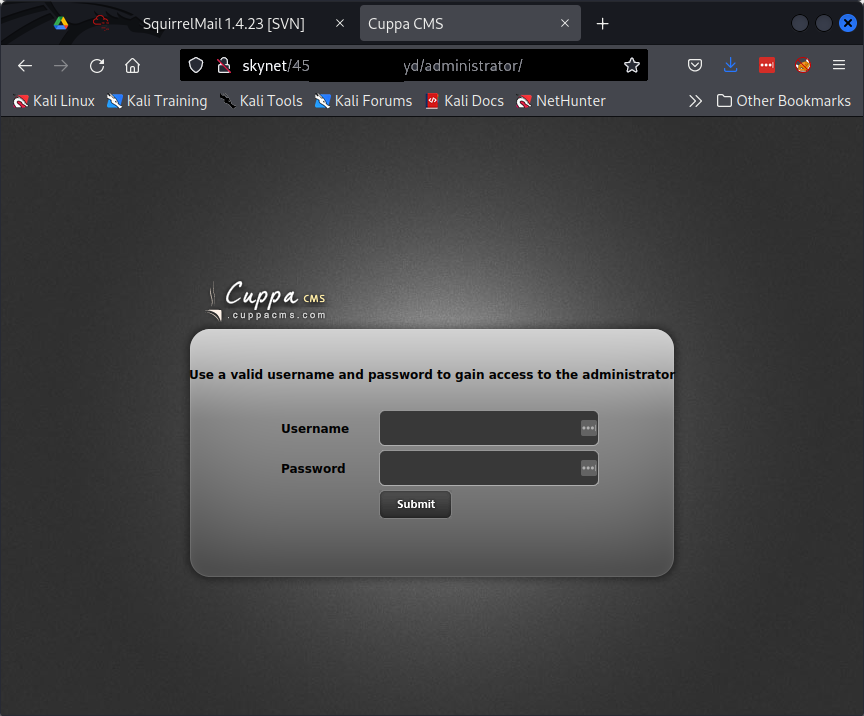 SquirrelMail 1.4.23 [SVN]
Cuppa CMS
skynet/45 yd/administrator/
Kali Linux
Kali Training
Kali Tools
Kali Forums
Kali Docs
NetHunter
Other Bookmarks
Cuppa CMS
.cuppacms.com
Use a valid username and password to gain access to the administrator
Username
Password
Submit